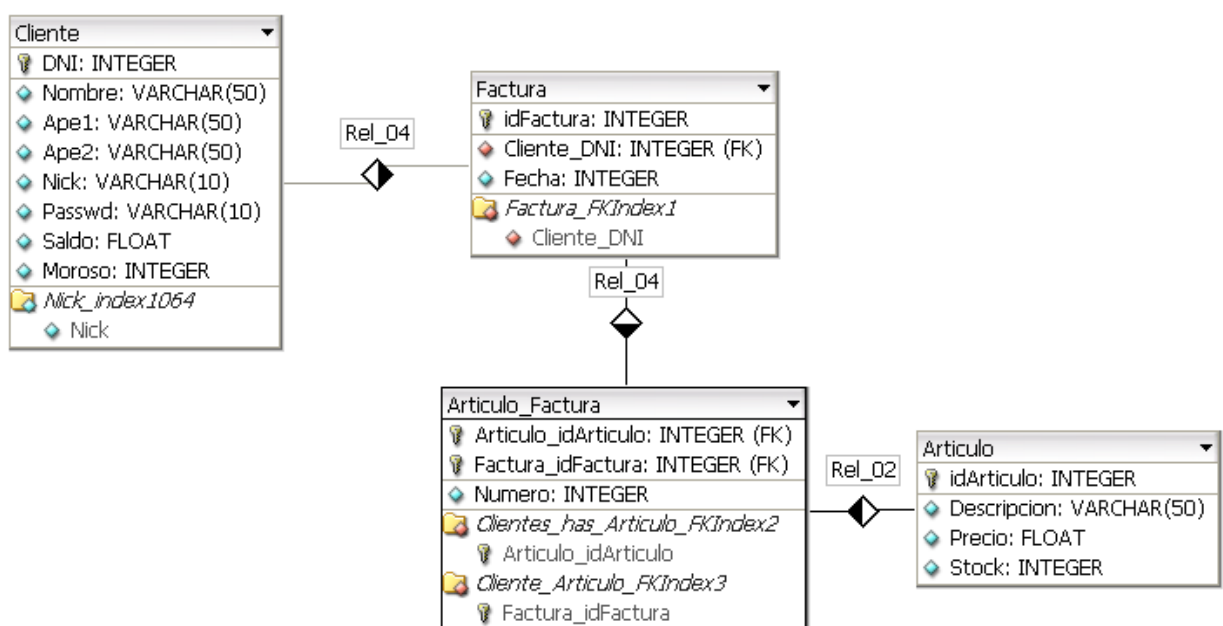 Cliente
DNI: INTEGER
Nombre: VARCHAR(50)
Ape1: VARCHAR(50)
Ape2: VARCHAR(50)
Nick: VARCHAR(10)
Passwd: VARCHAR(10)
Saldo: FLOAT
Moroso: INTEGER
Nick_index1064
Nick
Rel_04
Factura
idFactura: INTEGER
Cliente_DNI: INTEGER (FK)
Fecha: INTEGER
Factura_FKIndex1
Cliente_DNI
Rel_04
Articulo_Factura
Articulo_idArticulo: INTEGER (FK)
Factura_idFactura: INTEGER (FK)
Numero: INTEGER
Clientes_has_Articulo_FKIndex2
Articulo_idArticulo
Cliente_Articulo_FKIndex3
Factura_idFactura
Rel_02
Articulo
idArticulo: INTEGER
Descripcion: VARCHAR(50)
Precio: FLOAT
Stock: INTEGER